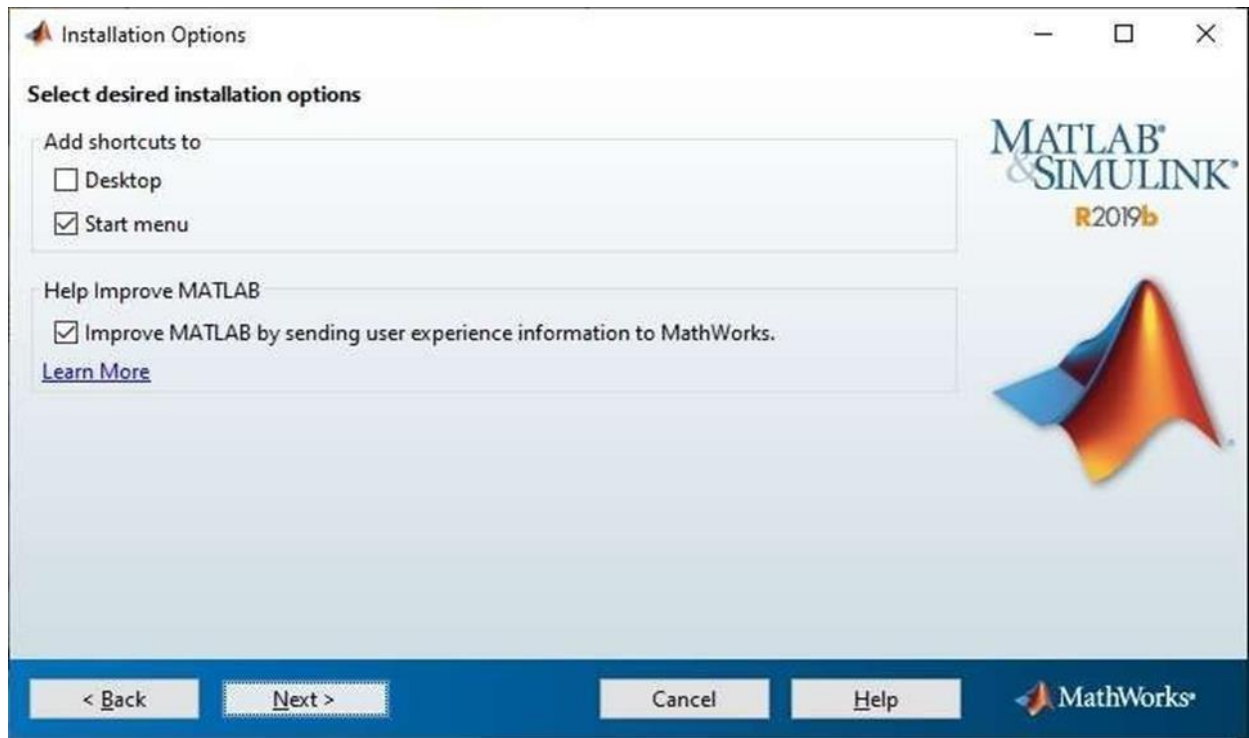 Installation Options
Select desired installation options
Add shortcuts to
Desktop
Start menu
Help Improve MATLAB
Improve MATLAB by sending user experience information to MathWorks.
Learn More
MATLAB®
&SIMULINK®
R2019b
< Back
Next >
Cancel
Help
MathWorks®